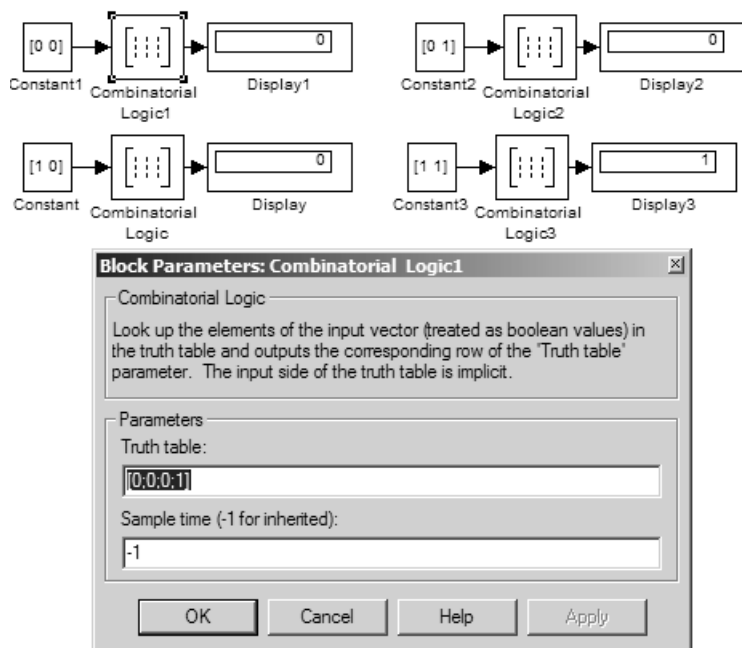 [0 0]
0
Constant1
Combinatorial
Logic1
Display1
[0 1]
0
Constant2
Combinatorial
Logic2
Display2
[1 0]
0
Constant
Combinatorial
Logic
Display
[1 1]
1
Constant3
Combinatorial
Logic3
Display3
Block Parameters: Combinatorial Logic1
Combinatorial Logic
Look up the elements of the input vector (treated as boolean values) in
the truth table and outputs the corresponding row of the 'Truth table'
parameter. The input side of the truth table is implicit.
Parameters
Truth table:
[0;0;0;1]
Sample time (-1 for inherited):
-1
OK
Cancel
Help
Apply